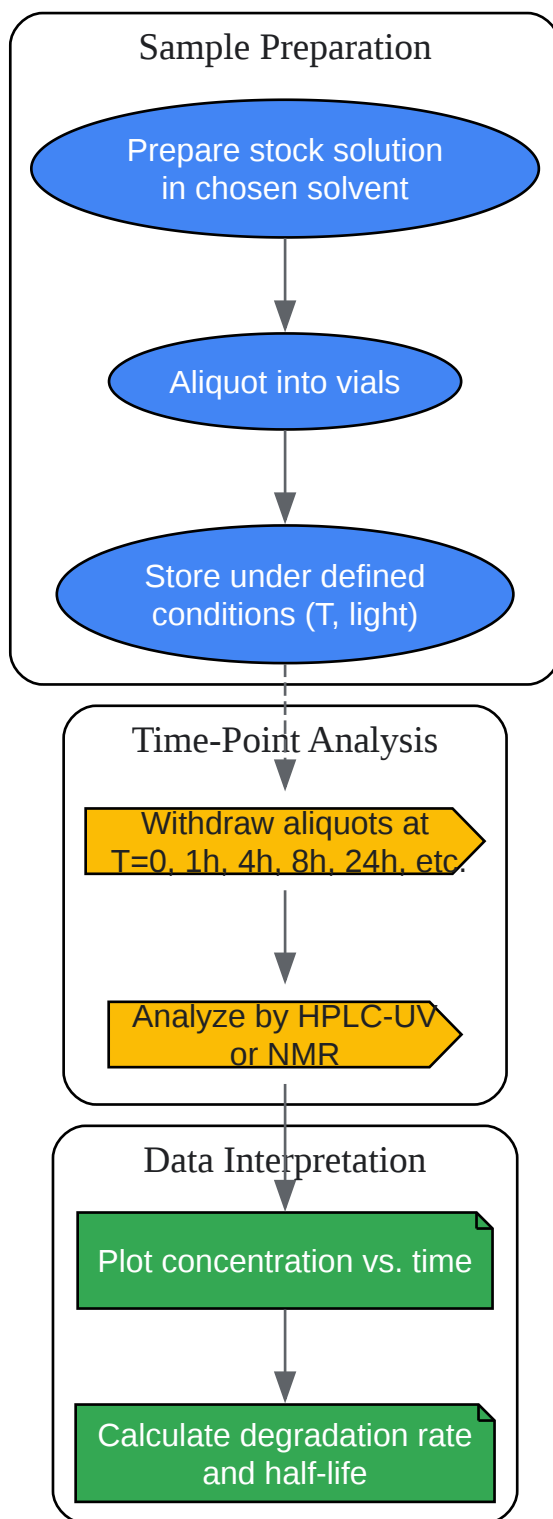 Sample Preparation
Prepare stock solution
in chosen solvent
Aliquot into vials
Store under defined
conditions (T, light)
Time-Point Analysis
Withdraw aliquots at
T=0, 1h, 4h, 8h, 24h, etc.
Analyze by HPLC-UV
or NMR
Data Interpretation
Plot concentration vs. time
Calculate degradation rate
and half-life